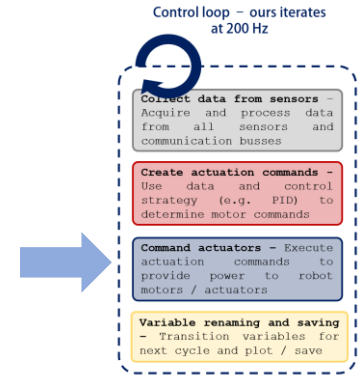 Control loop – ours iterates
at 200 Hz
Collect data from sensors –
Acquire and process data
from all sensors and
communication busses
Create actuation commands -
Use data and control
strategy (e.g. PID) to
determine motor commands
Command actuators – Execute
actuation commands to
provide power to robot
motors / actuators
Variable renaming and saving
– Transition variables for
next cycle and plot / save